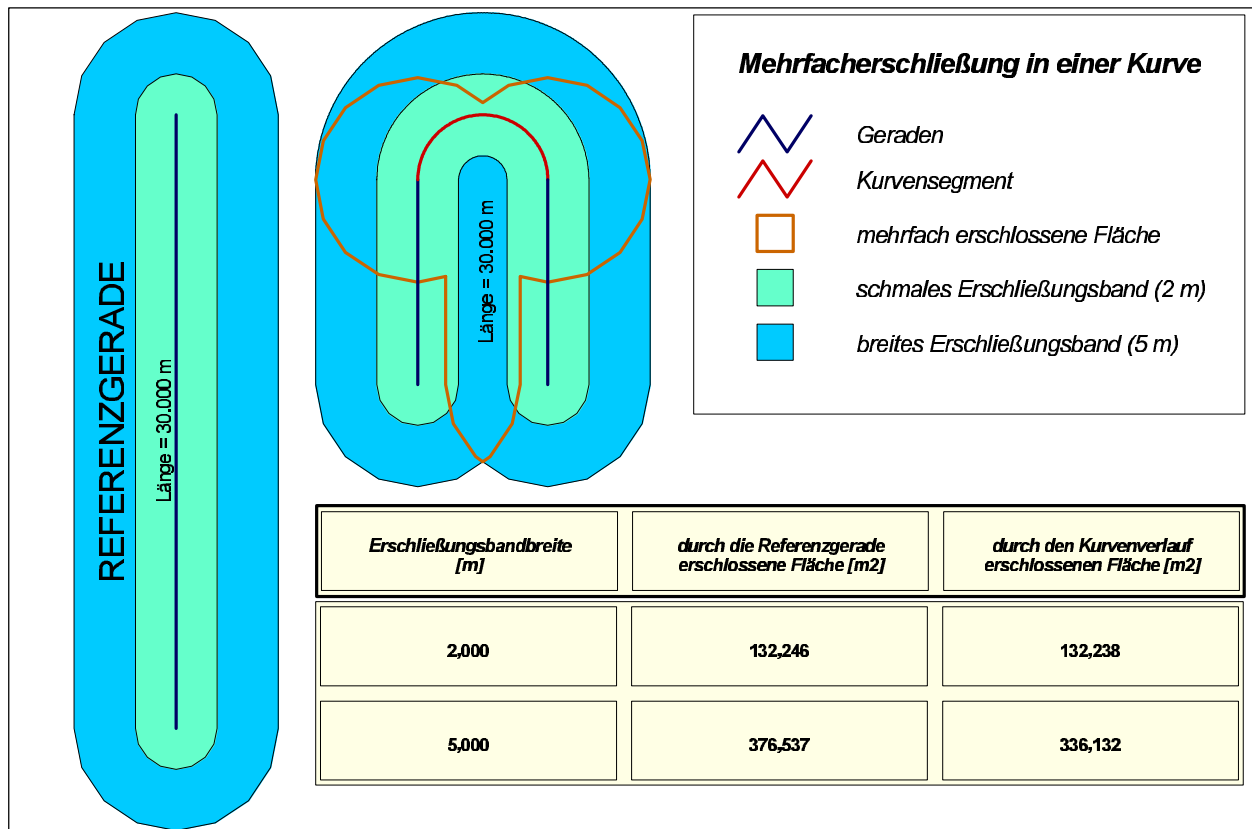 REFERENZGERADE
Länge = 30.000 m
Länge = 30.000 m
Mehrfacherschließung in einer Kurve
Geraden
Kurvensegment
mehrfach erschlossene Fläche
schmales Erschließungsband (2 m)
breites Erschließungsband (5 m)
Erschließungsbandbreite
[m]
durch die Referenzgerade
erschlossene Fläche [m2]
durch den Kurvenverlauf
erschlossenen Fläche [m2]
2,000
132,246
132,238
5,000
376,537
336,132